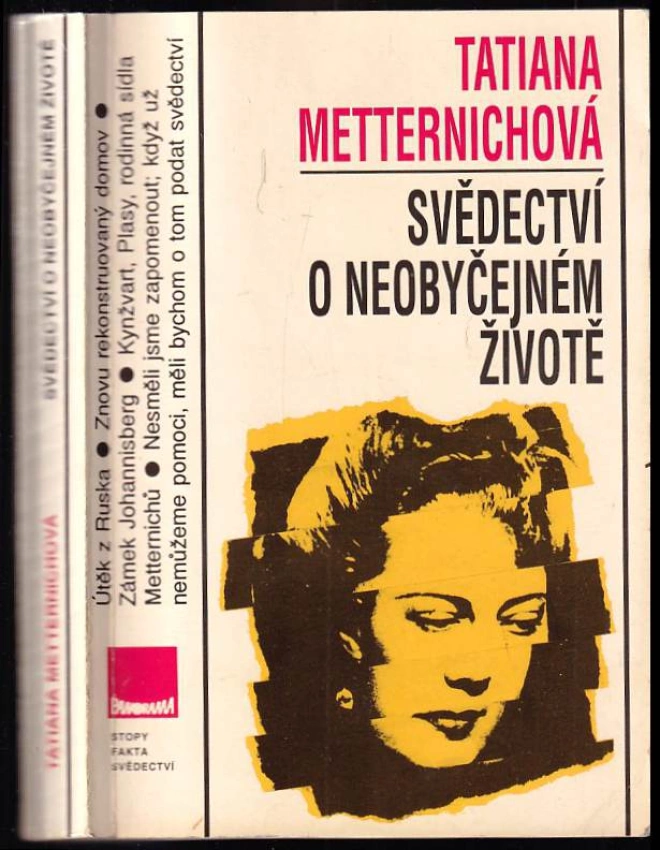 TATIANA
METTERNICHOVÁ
SVĚDECTVÍ
O NEOBYČEJNÉM
ŽIVOTĚ
Útěk z Ruska ● Znovu rekonstruovaný domov ●
Zámek Johannisberg ● Kynžvart, Plasy, rodinná sídla
Metternichů ● Nesměli jsme zapomenout; když už
nemůžeme pomoci, měli bychom o tom podat svědectví
Panorama
STOPY
FAKTA
SVĚDECTVÍ
TATIANA METTERNICHOVÁ SVĚDECTVÍ O NEOBYČEJNÉM ŽIVOTĚ